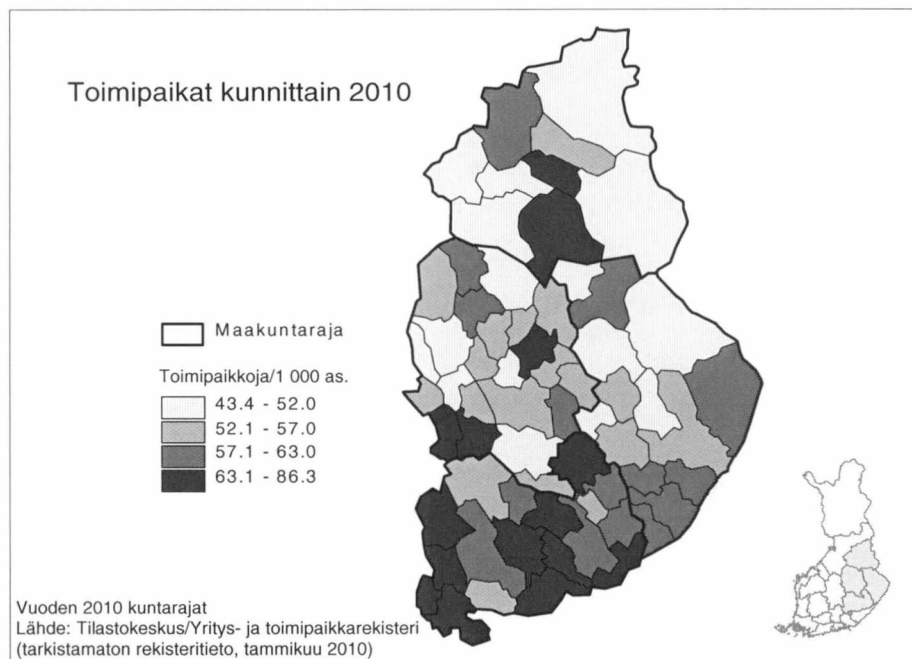 Toimipaikat kunnittain 2010
Maakuntaraja
Toimipaikkoja/1 000 as.
43.4 - 52.0
52.1 - 57.0
57.1 - 63.0
63.1 - 86.3
Vuoden 2010 kuntarajat
Lähde: Tilastokeskus/Yritys- ja toimipaikkarekisteri
(tarkistamaton rekisteritieto, tammikuu 2010)